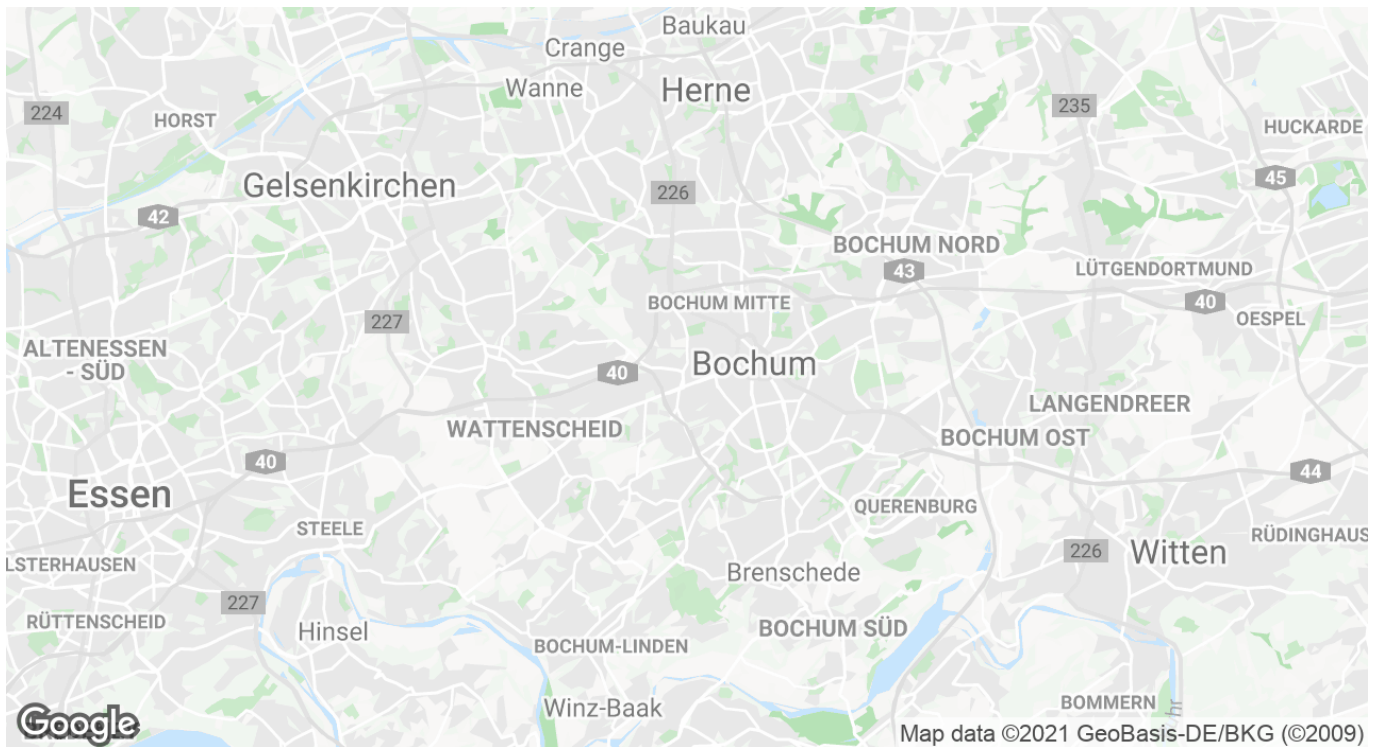 Baukau
Crange
Wanne
Herne
224
HORST
235
HUCKARDE
Gelsenkirchen
226
45
42
BOCHUM NORD
43
LÜTGENDORTMUND
BOCHUM MITTE
40
OESPEL
227
ALTENESSEN
- SÜD
Bochum
40
LANGENDREER
WATTENSCHEID
BOCHUM OST
40
44
Essen
QUERENBURG
STEELE
RÜDINGHAUS
226
Witten
LSTERHAUSEN
Brenschede
227
RÜTTENSCHEID
Hinsel
BOCHUM SÜD
BOCHUM-LINDEN
BOMMERN
Winz-Baak
hr
Google
Map data ©2021 GeoBasis-DE/BKG (©2009)